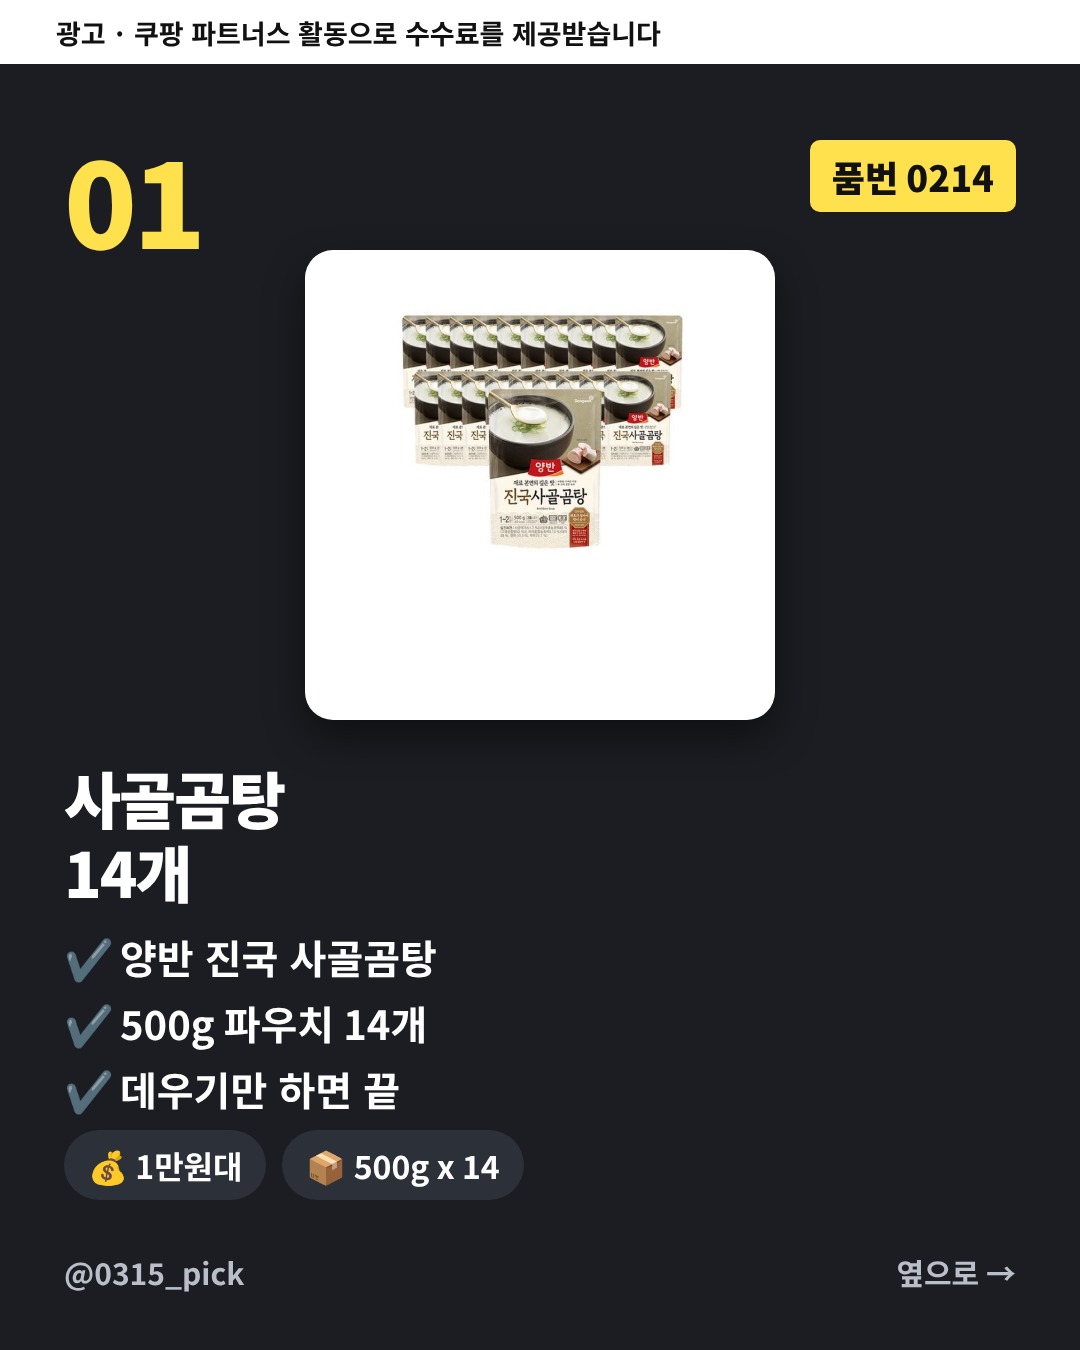 광고 · 쿠팡 파트너스 활동으로 수수료를 제공받습니다
01
품번 0214
양반
진국사골곰탕
사골곰탕
14개
✔ 양반 진국 사골곰탕
✔ 500g 파우치 14개
✔ 데우기만 하면 끝
💰 1만원대
📦 500g x 14
@0315_pick
옆으로 →